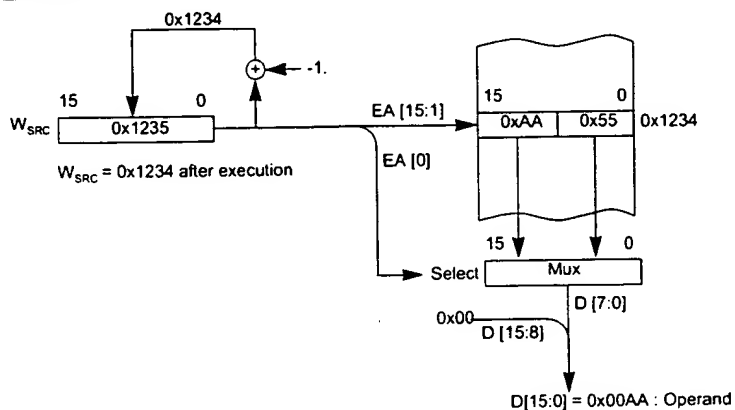 0x1234
+
-1.
15 0
W_SRC 0x1235
W_SRC = 0x1234 after execution
15 0
EA [15:1]
0xAA 0x55 0x1234
EA [0]
15 0
Select Mux
D [7:0]
0x00
D [15:8]
D[15:0] = 0x00AA : Operand